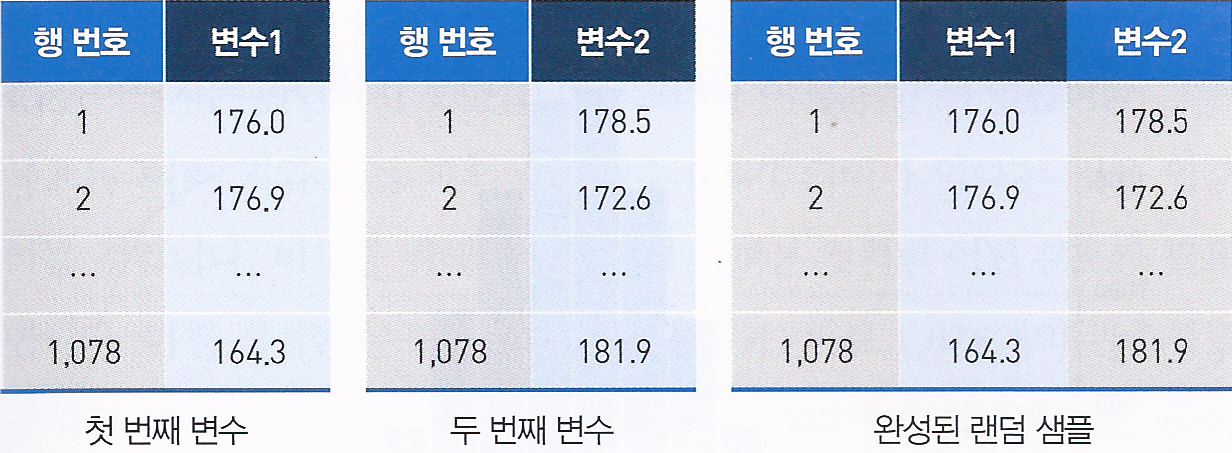 행 번호 변수1 행 번호 변수2 행 번호 변수1 변수2
1 176.0 1 178.5 1 176.0 178.5
2 176.9 2 172.6 2 176.9 172.6
... ... ... ... ... ... ...
1,078 164.3 1,078 181.9 1,078 164.3 181.9
첫 번째 변수 두 번째 변수 완성된 랜덤 샘플